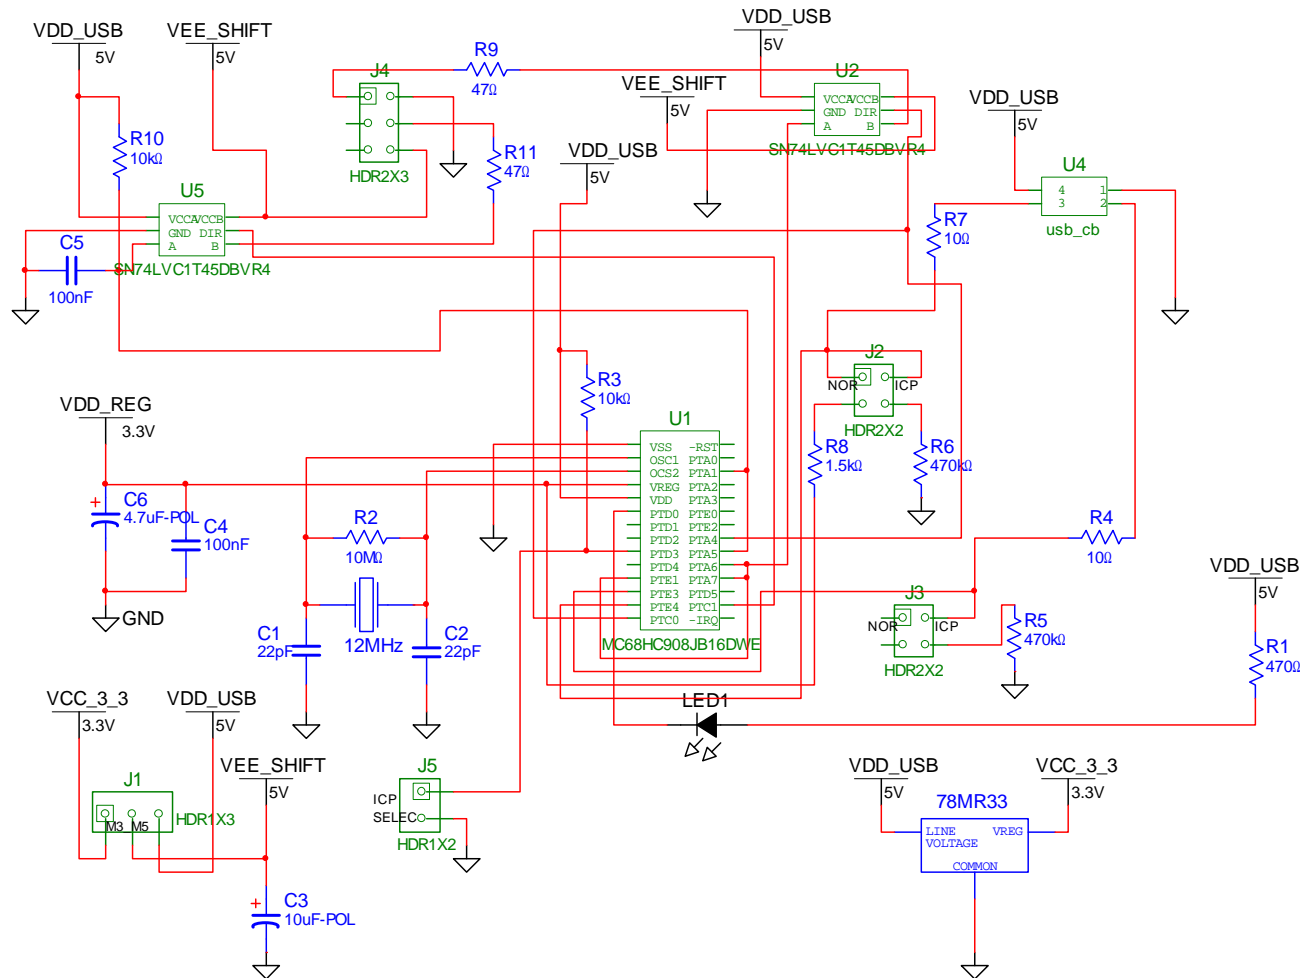 VDD_USB
5V
VEE_SHIFT
5V
R10
10kΩ
U5
VCCA VCCB
GND DIR
A B
SN74LVC1T45DBVR4
C5
100nF
J4
HDR2X3
R9
47Ω
R11
47Ω
VDD_USB
5V
VEE_SHIFT
5V
VDD_USB
5V
U2
VCCA VCCB
GND DIR
A B
SN74LVC1T45DBVR4
VDD_USB
5V
U4
4 1
3 2
usb_cb
R7
10Ω
R3
10kΩ
J2
NOR ICP
HDR2X2
R8
1.5kΩ
R6
470kΩ
VDD_REG
3.3V
+
C6
4.7uF-POL
C4
100nF
GND
R2
10MΩ
12MHz
C1
22pF
C2
22pF
U1
VSS -RST
OSC1 PTA0
OCS2 PTA1
VREG PTA2
VDD PTA3
PTD0 PTE0
PTD1 PTE2
PTD2 PTA4
PTD3 PTA5
PTD4 PTA6
PTE1 PTA7
PTE3 PTD5
PTE4 PTC1
PTC0 -IRQ
MC68HC908JB16DWE
R4
10Ω
J3
NOR ICP
HDR2X2
R5
470kΩ
VDD_USB
5V
R1
470Ω
LED1
VCC_3_3
3.3V
VDD_USB
5V
J1
M3 M5
HDR1X3
VEE_SHIFT
5V
+
C3
10uF-POL
J5
ICP
SELEC
HDR1X2
VDD_USB
5V
VCC_3_3
3.3V
78MR33
LINE VREG
VOLTAGE
COMMON